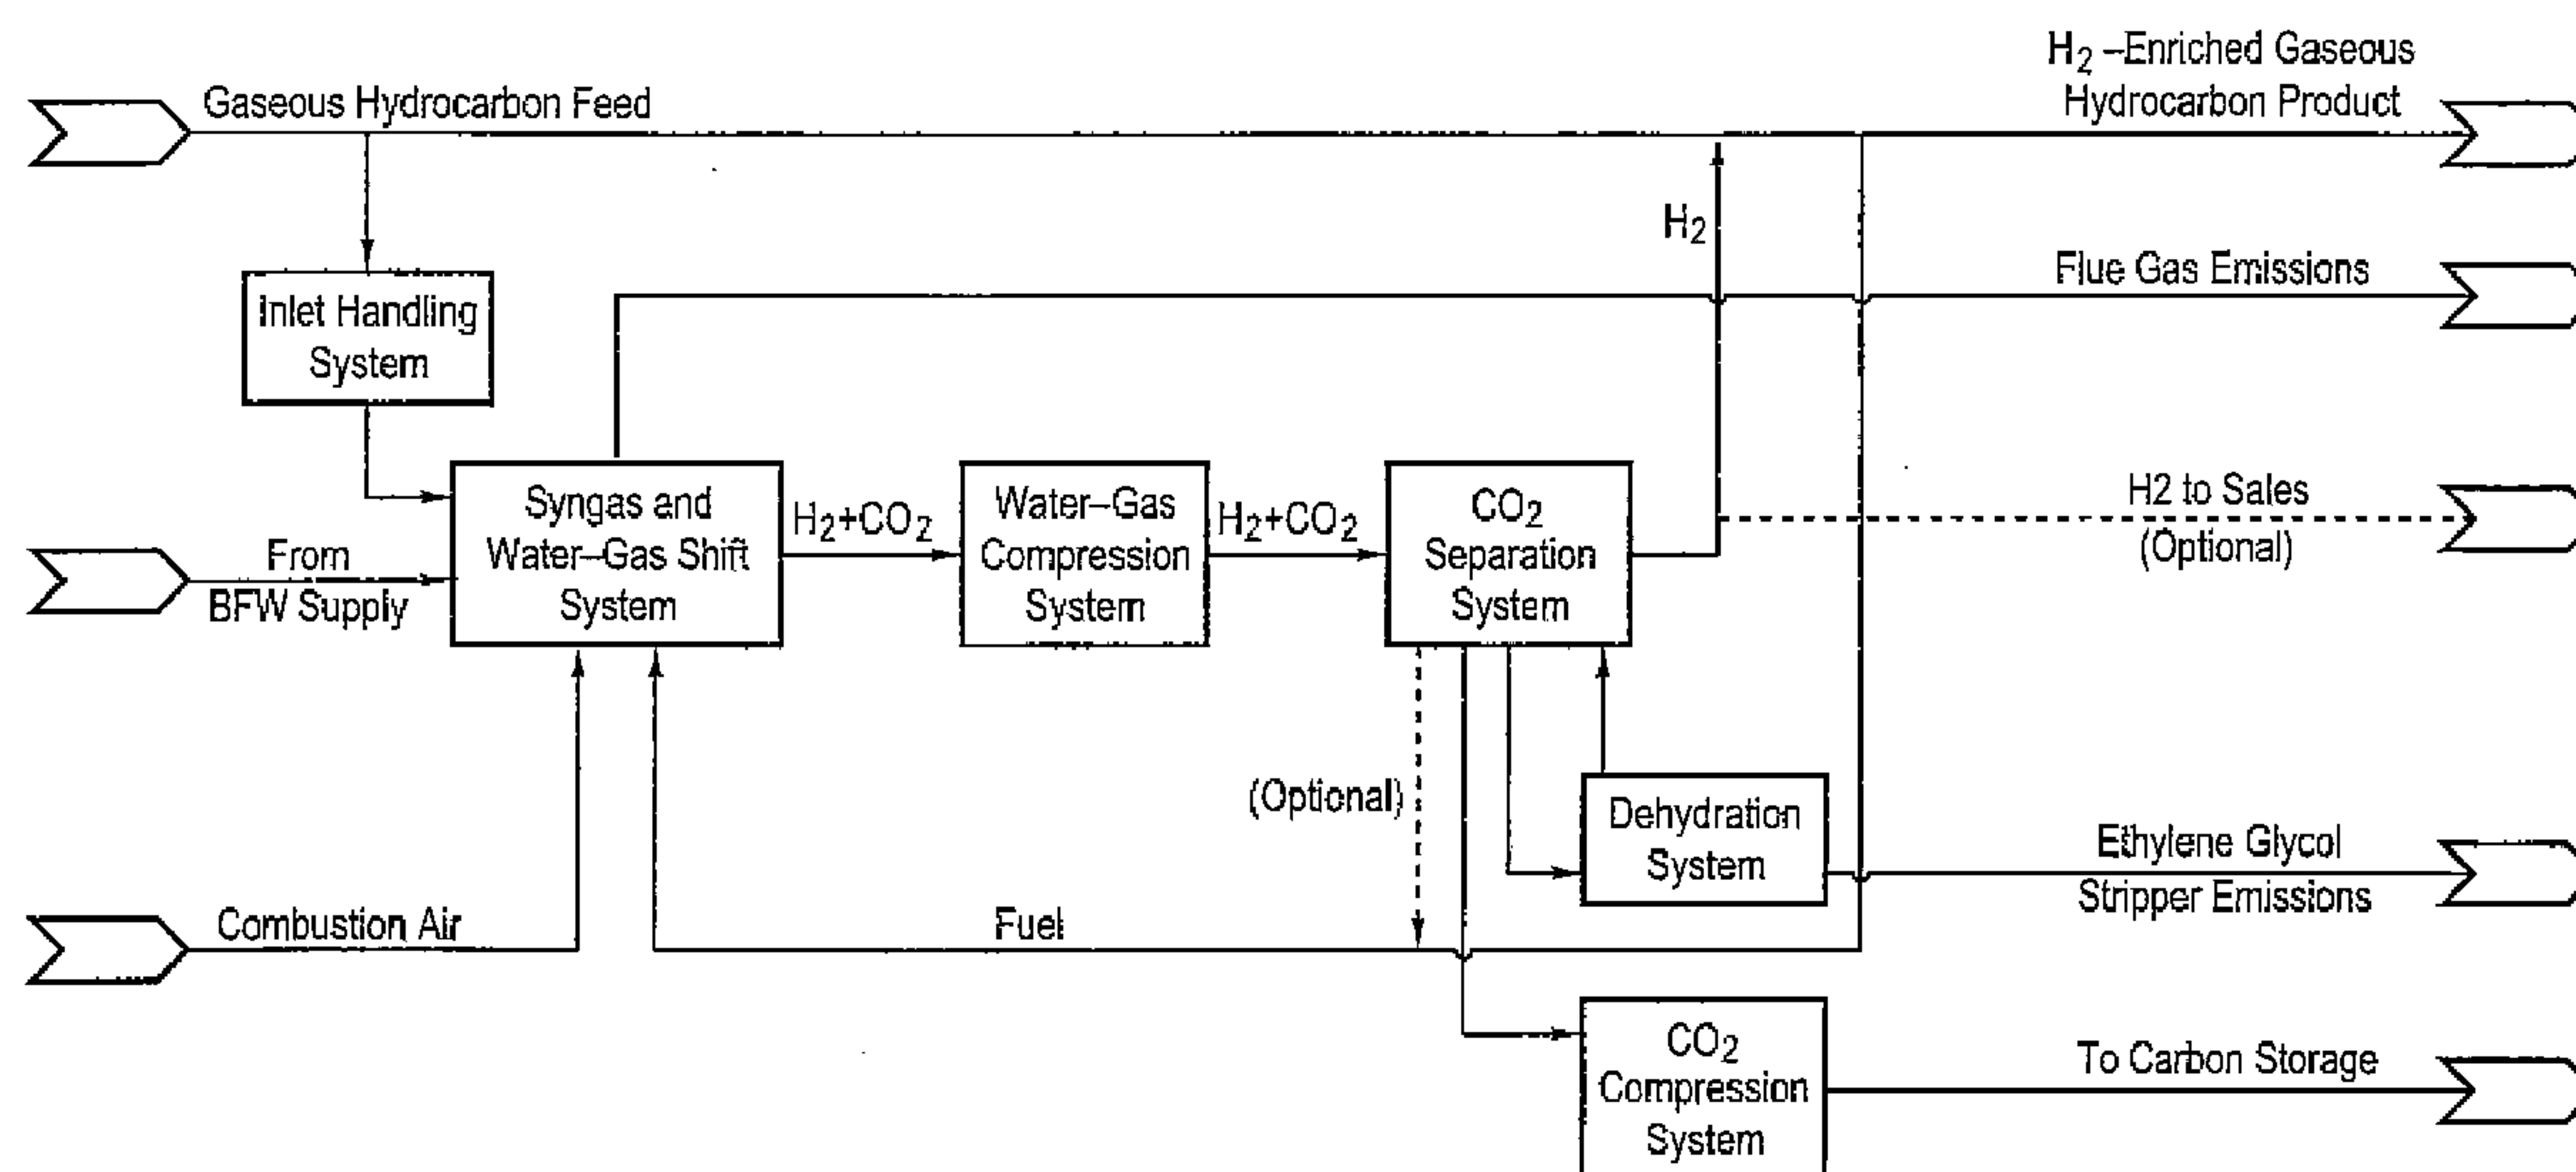 H2 –Enriched Gaseous
Hydrocarbon Product
Gaseous Hydrocarbon Feed
H2
Flue Gas Emissions
Inlet Handling
System
Syngas and
Water–Gas Shift
System
H2+CO2
Water–Gas
Compression
System
H2+CO2
CO2
Separation
System
H2 to Sales
(Optional)
From
BFW Supply
(Optional)
Dehydration
System
Ethylene Glycol
Stripper Emissions
Combustion Air
Fuel
CO2
Compression
System
To Carbon Storage